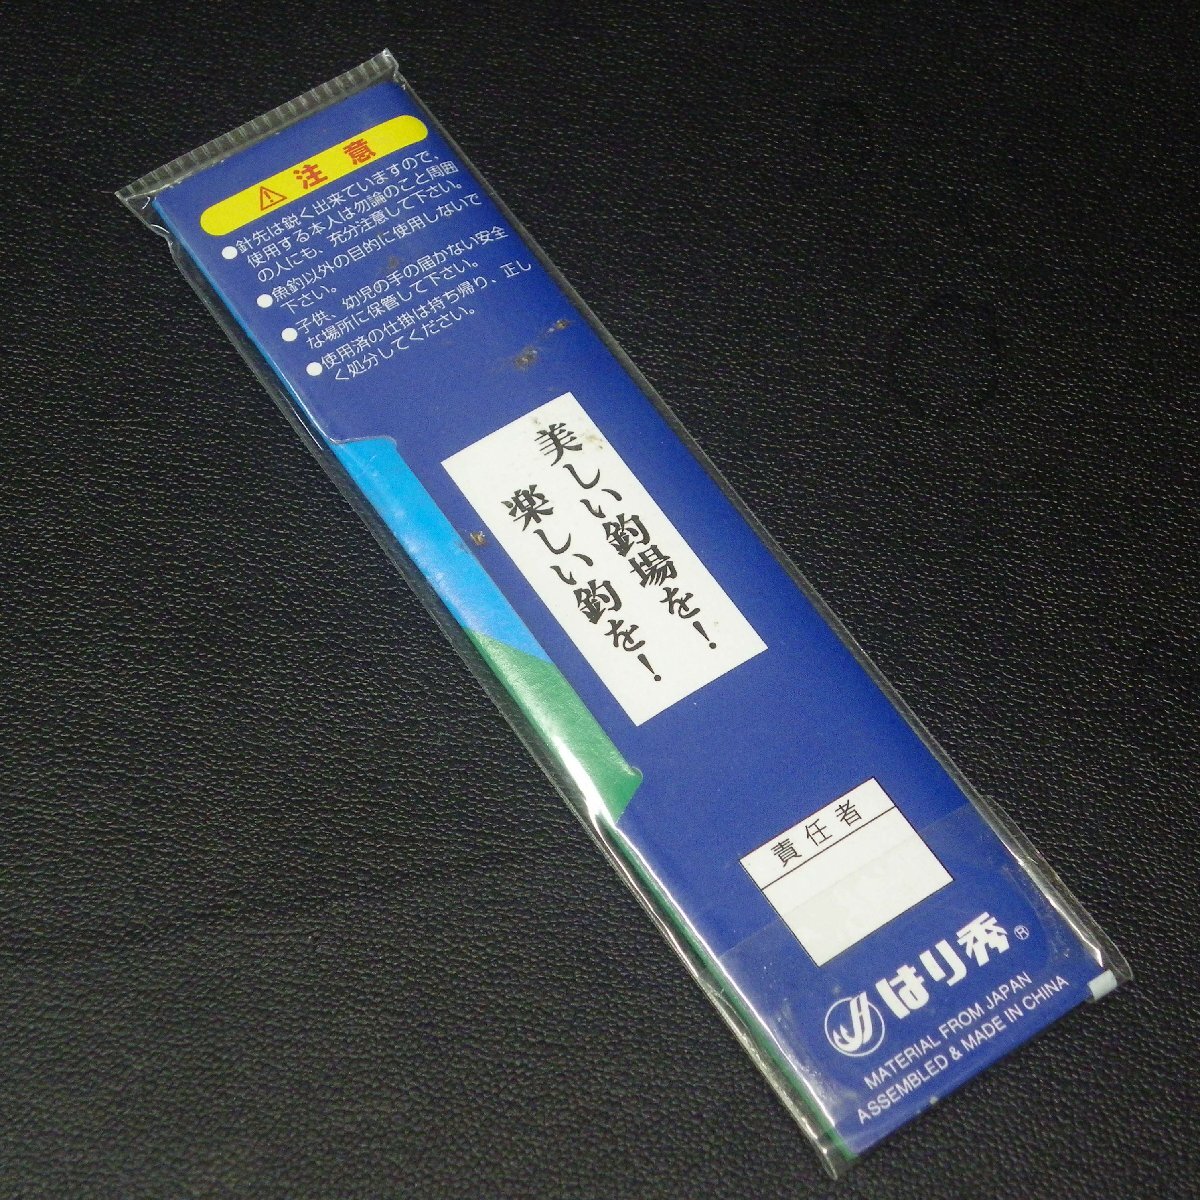 ⚠ 注意
●針先は鋭く出来ていますので、
使用する本人は勿論のこと周囲
の人にも、充分注意して下さい。
●魚釣以外の目的に使用しないで
下さい。
●子供、幼児の手の届かない安全
な場所に保管して下さい。
●使用済の仕掛は持ち帰り、正し
く処分してください。
美しい釣場を!
楽しい釣を!
責任者
はり秀®
MATERIAL FROM JAPAN
ASSEMBLED & MADE IN CHINA